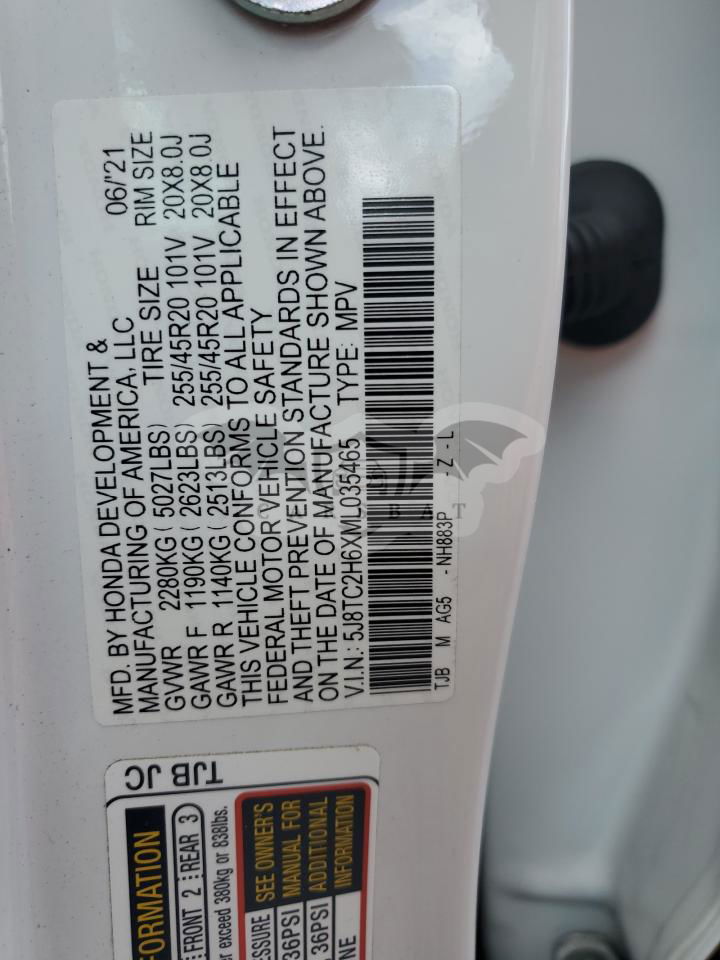 MFD. BY HONDA DEVELOPMENT & 06/'21
MANUFACTURING OF AMERICA, LLC
GVWR 2280KG ( 5027LBS) TIRE SIZE RIM SIZE
GAWR F 1190KG ( 2623LBS) 255/45R20 101V 20X8.0J
GAWR R 1140KG ( 2513LBS) 255/45R20 101V 20X8.0J
THIS VEHICLE CONFORMS TO ALL APPLICABLE
FEDERAL MOTOR VEHICLE SAFETY
AND THEFT PREVENTION STANDARDS IN EFFECT
ON THE DATE OF MANUFACTURE SHOWN ABOVE.
V.I.N.: 5J8TC2H6XML035465 TYPE: MPV
TJB M AG5 -NH883P -Z-L
TJB JC
FORMATION
FRONT 2 REAR 3
exceed 380kg or 838lbs.
36PSI
36PSI
SEE OWNER'S
MANUAL FOR
ADDITIONAL
INFORMATION